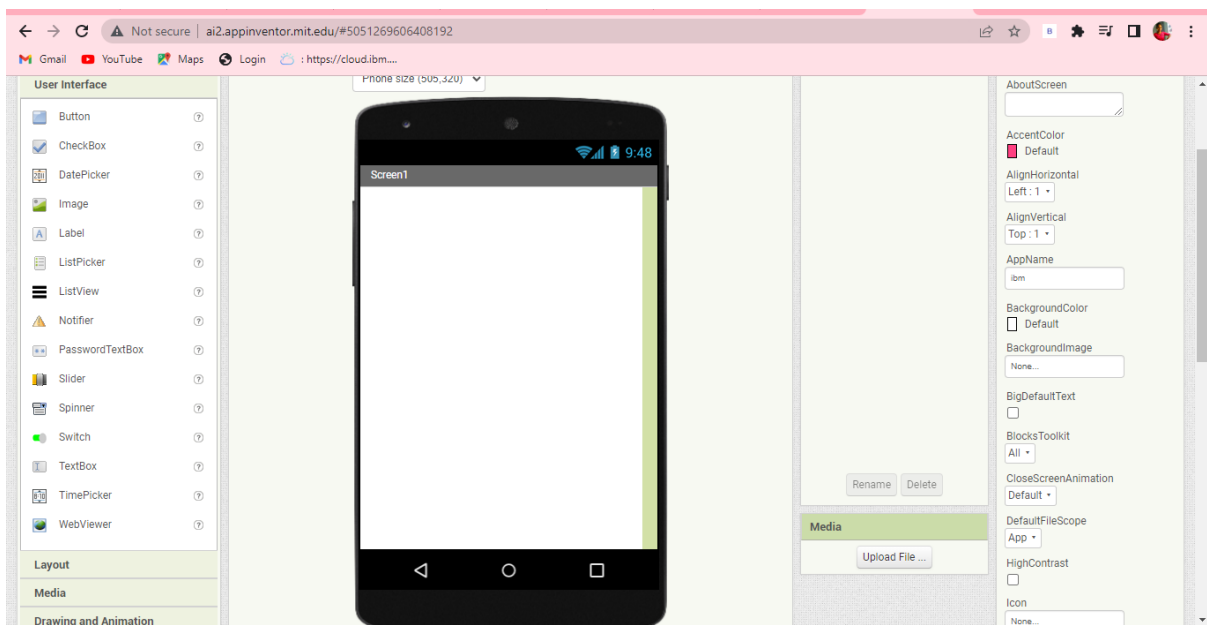 Not secure
ai2.appinventor.mit.edu/#5051269606408192
Gmail
YouTube
Maps
Login
: https://cloud.ibm....
User Interface
Button
CheckBox
DatePicker
Image
Label
ListPicker
ListView
Notifier
PasswordTextBox
Slider
Spinner
Switch
TextBox
TimePicker
WebViewer
Layout
Media
Drawing and Animation
Phone size (505,320)
9:48
Screen1
Rename
Delete
Media
Upload File ...
AboutScreen
AccentColor
Default
AlignHorizontal
Left : 1
AlignVertical
Top : 1
AppName
ibm
BackgroundColor
Default
BackgroundImage
None...
BigDefaultText
BlocksToolkit
All
CloseScreenAnimation
Default
DefaultFileScope
App
HighContrast
Icon
None...